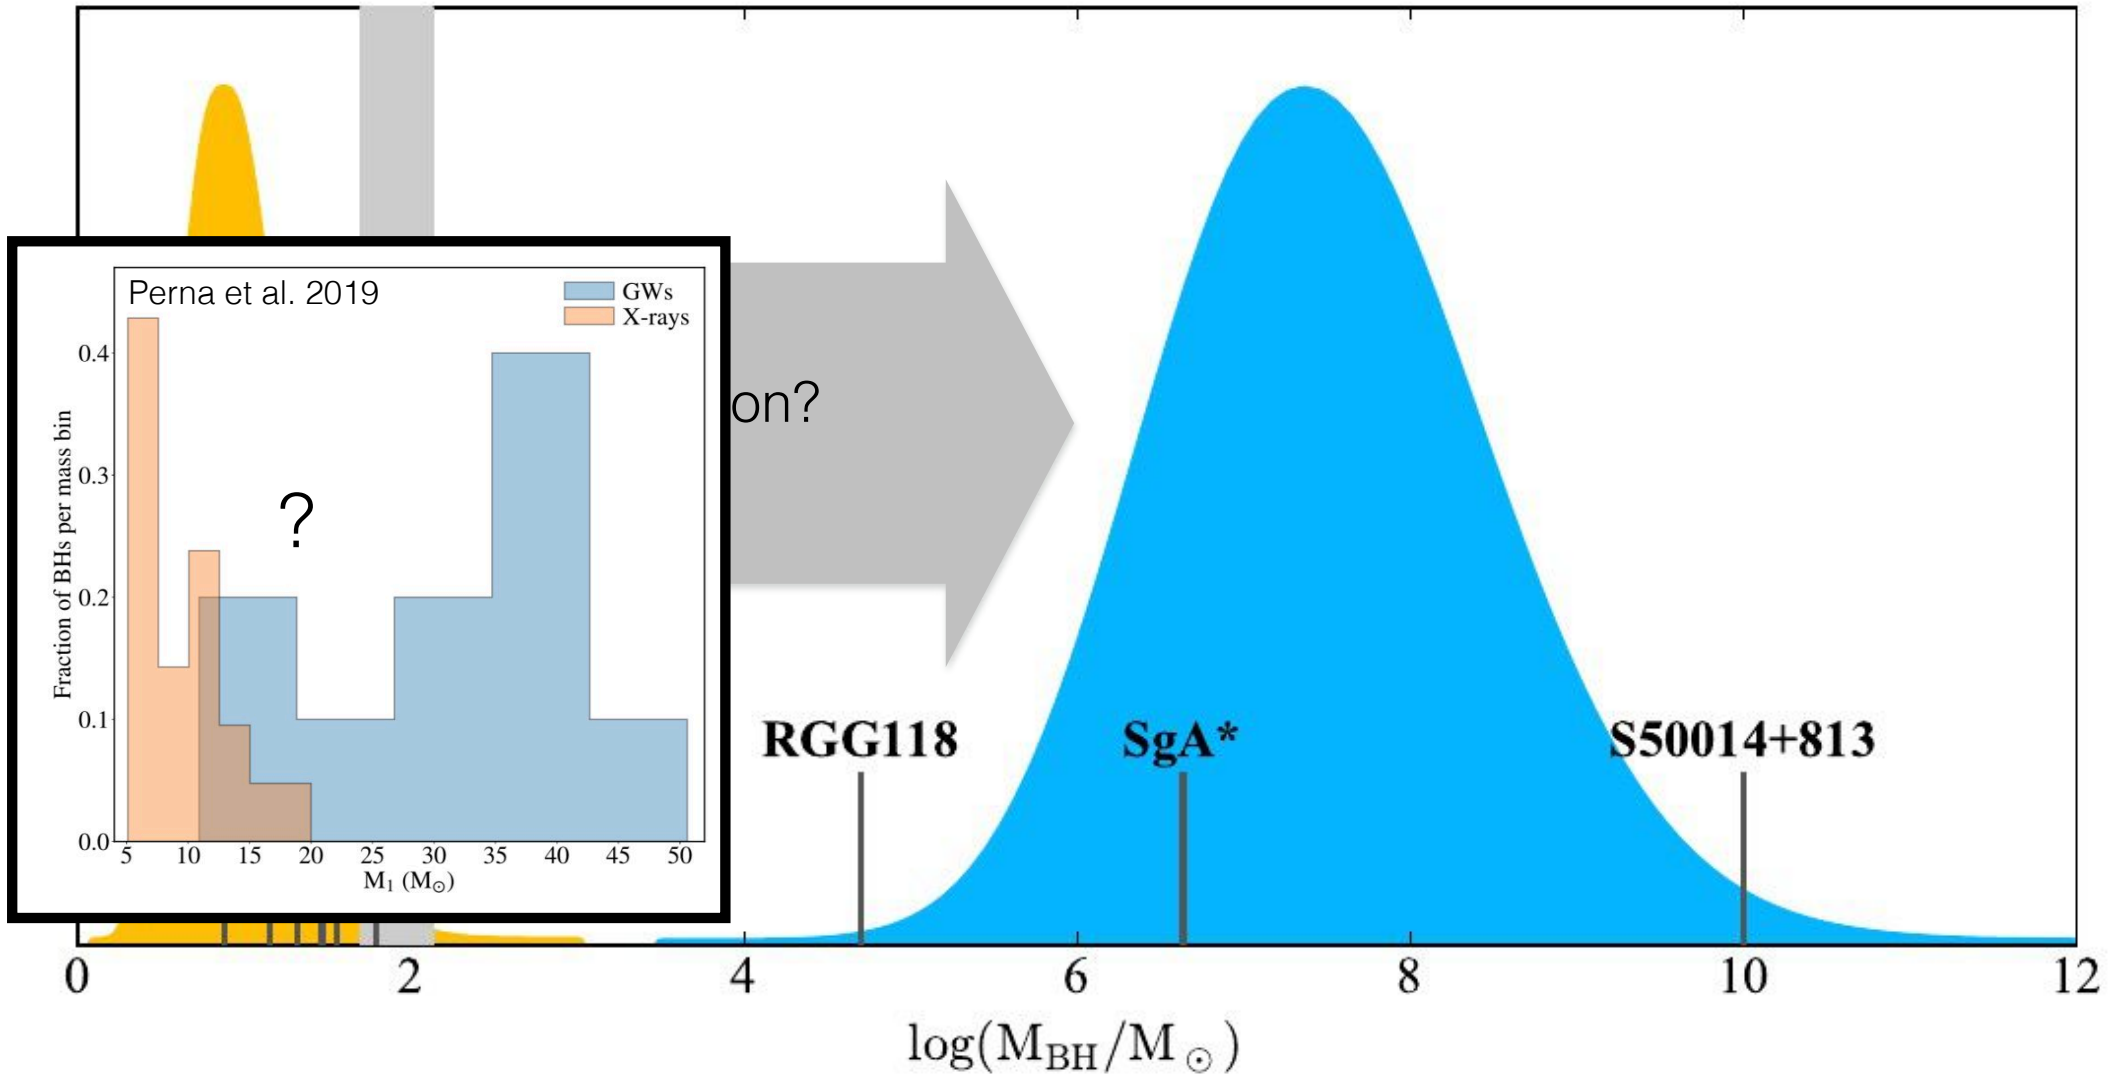 Perna et al. 2019
GWs
X-rays
Fraction of BHs per mass bin
0.4
0.3
0.2
0.1
0.0
?
5 10 15 20 25 30 35 40 45 50
M₁ (M☉)
on?
RGG118
SgA*
S50014+813
0 2 4 6 8 10 12
log(M_BH/M☉)